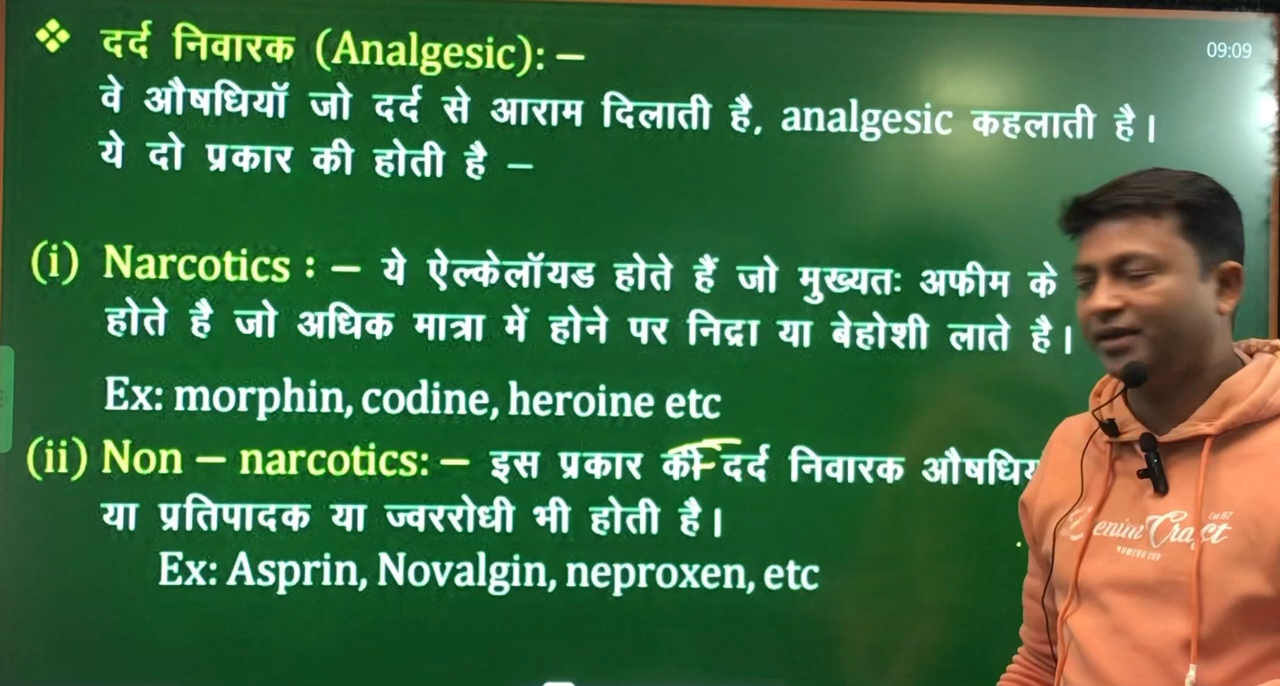 ❖ दर्द निवारक (Analgesic): –
09:09
वे औषधियॉ जो दर्द से आराम दिलाती है, analgesic कहलाती है।
ये दो प्रकार की होती है –
(i) Narcotics : – ये ऐल्केलॉयड होते हैं जो मुख्यतः अफीम के
होते है जो अधिक मात्रा में होने पर निद्रा या बेहोशी लाते है।
Ex: morphin, codine, heroine etc
(ii) Non – narcotics: – इस प्रकार की दर्द निवारक
या प्रतिपादक या ज्वररोधी भी होती है।
Ex: Asprin, Novalgin, neproxen, etc